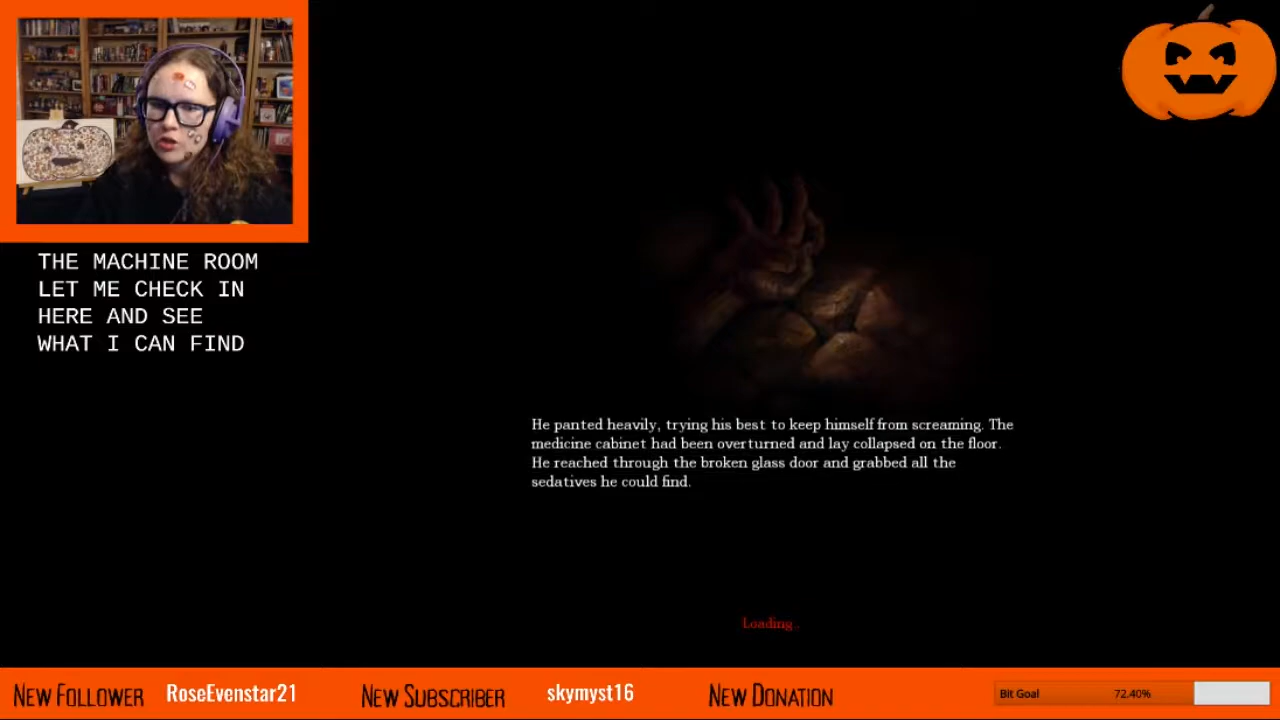 THE MACHINE ROOM
LET ME CHECK IN
HERE AND SEE
WHAT I CAN FIND
He panted heavily, trying his best to keep himself from screaming. The
medicine cabinet had been overturned and lay collapsed on the floor.
He reached through the broken glass door and grabbed all the
sedatives he could find.
Loading..
NEW FOLLOWER RoseEvenstar21 NEW SUBSCRIBER skymyst16 NEW DONATION Bit Goal 72.40%